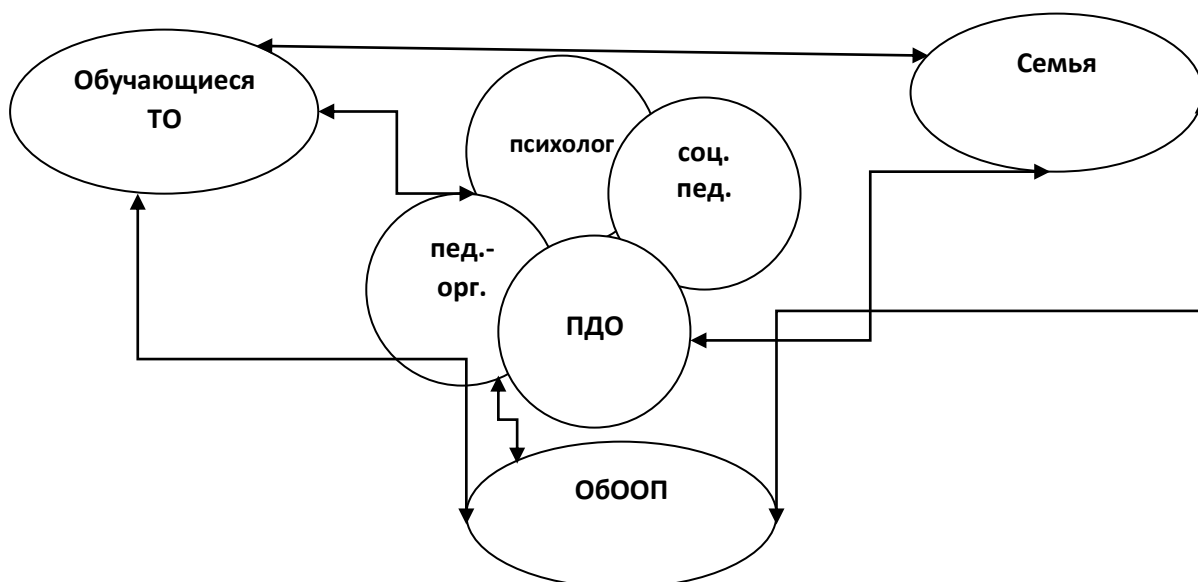 Обучающиеся
ТО
Семья
психолог
соц.
пед.
пед.-
орг.
ПДО
ОбООП